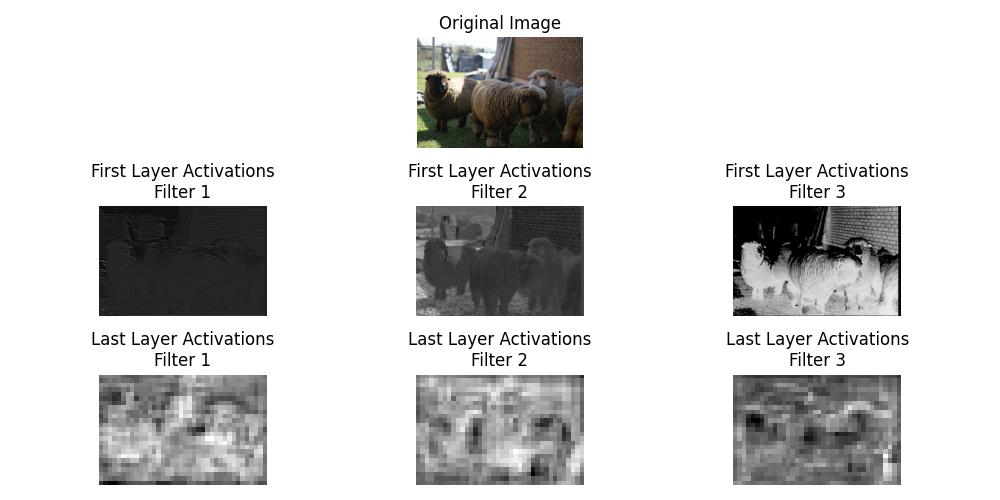 Original Image
First Layer Activations
Filter 1
First Layer Activations
Filter 2
First Layer Activations
Filter 3
Last Layer Activations
Filter 1
Last Layer Activations
Filter 2
Last Layer Activations
Filter 3